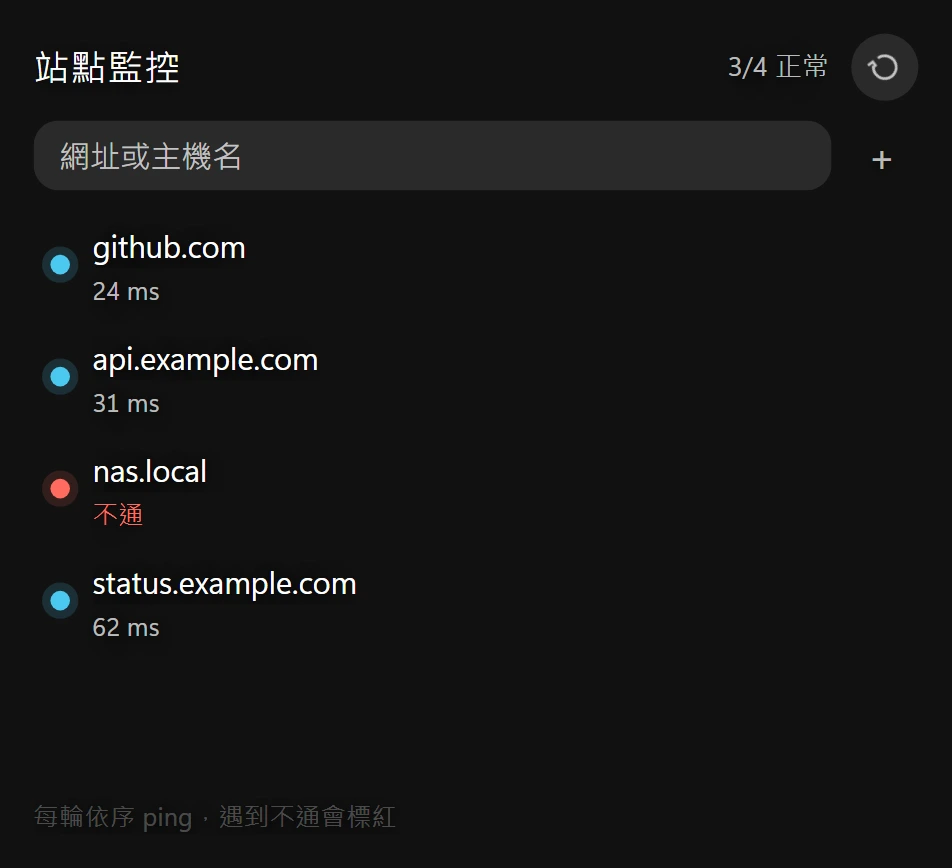 站點監控
3/4 正常
網址或主機名
+
github.com
24 ms
api.example.com
31 ms
nas.local
不通
status.example.com
62 ms
每輪依序 ping，遇到不通會標紅